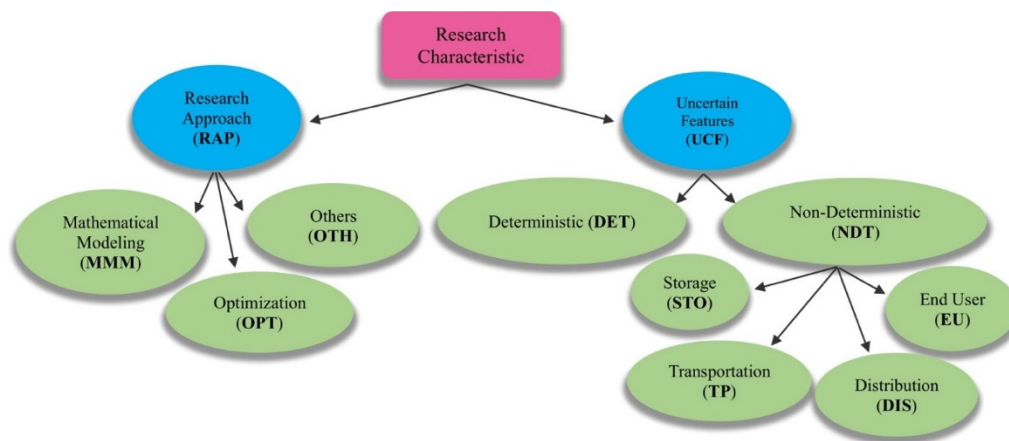 Research
Characteristic
Research
Approach
(RAP)
Uncertain
Features
(UCF)
Mathematical
Modeling
(MMM)
Others
(OTH)
Optimization
(OPT)
Deterministic (DET)
Non-Deterministic
(NDT)
Storage
(STO)
End User
(EU)
Transportation
(TP)
Distribution
(DIS)